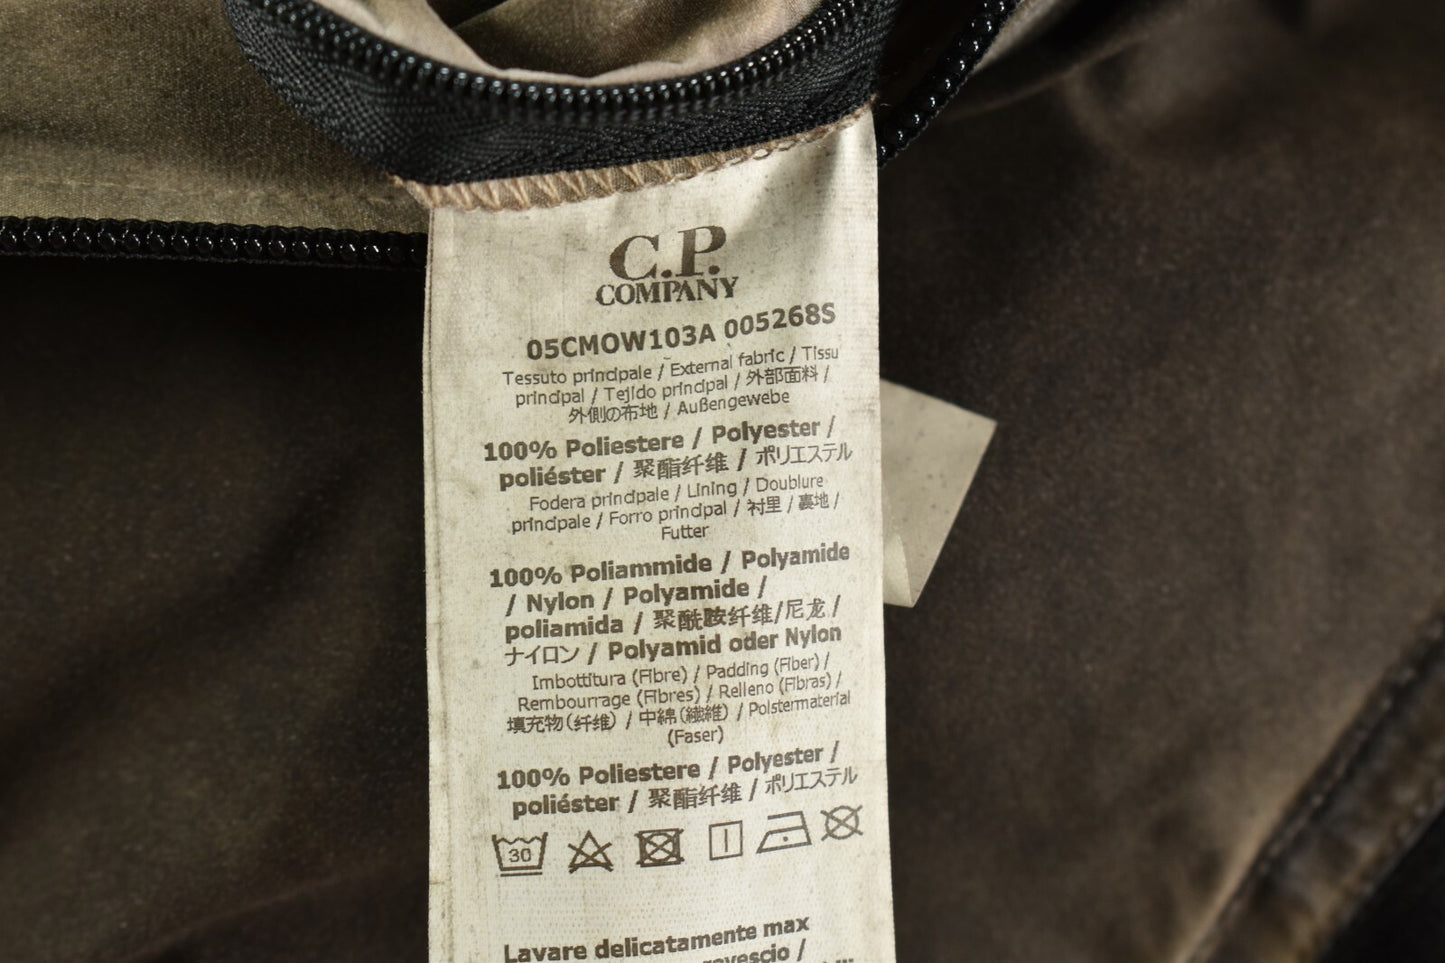 C.P.
COMPANY
05CMOW103A 005268S
Tessuto principale / External fabric / Tissu
principal / Tejido principal / 外部面料 /
外側の布地 / Außengewebe
100% Poliestere / Polyester /
poliéster / 聚酯纤维 / ポリエステル
Fodera principale / Lining / Doublure
principale / Forro principal / 衬里 / 裏地 /
Futter
100% Poliammide / Polyamide
/ Nylon / Polyamide /
poliamida / 聚酰胺纤维/尼龙 /
ナイロン / Polyamid oder Nylon
Imbottitura (Fibre) / Padding (Fiber) /
Rembourrage (Fibres) / Relleno (Fibras) /
填充物(纤维) / 中綿(繊維) / Polstermaterial
(Faser)
100% Poliestere / Polyester /
poliéster / 聚酯纤维 / ポリエステル
30
Lavare delicatamente max